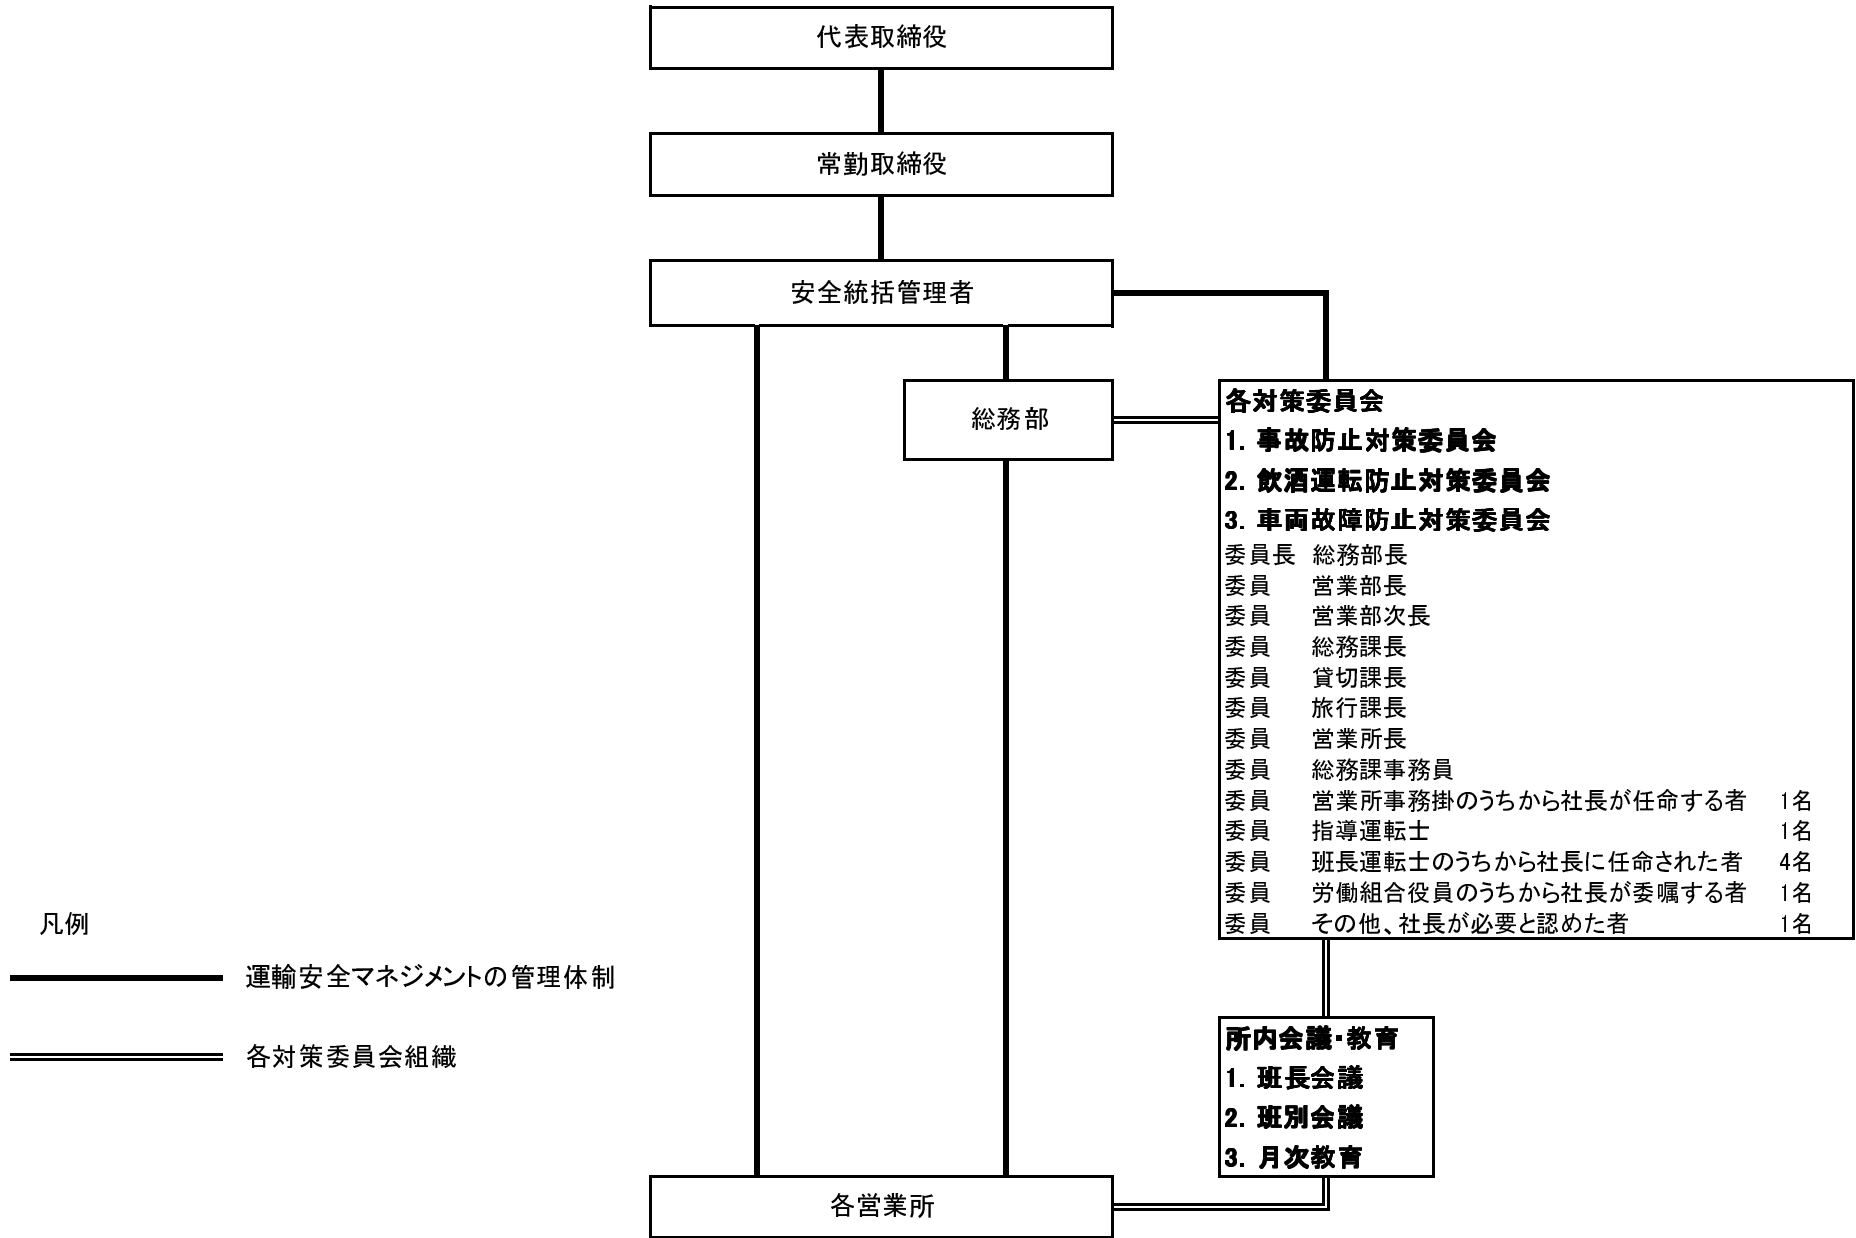 代表取締役
常勤取締役
安全統括管理者
総務部
各対策委員会
1. 事故防止対策委員会
2. 飲酒運転防止対策委員会
3. 車両故障防止対策委員会
委員長 総務部長
委員 営業部長
委員 営業部次長
委員 総務課長
委員 貸切課長
委員 旅行課長
委員 営業所長
委員 総務課事務員
委員 営業所事務掛のうちから社長が任命する者 1名
委員 指導運転士 1名
委員 班長運転士のうちから社長に任命された者 4名
委員 労働組合役員のうちから社長が委嘱する者 1名
委員 その他、社長が必要と認めた者 1名
凡例
運輸安全マネジメントの管理体制
各対策委員会組織
所内会議・教育
1. 班長会議
2. 班別会議
3. 月次教育
各営業所